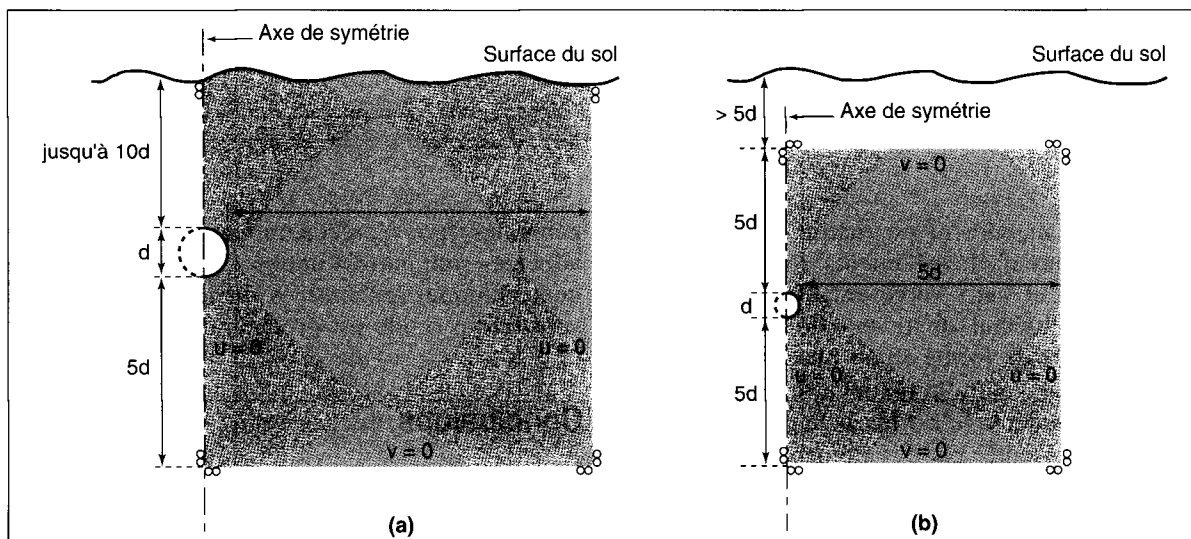 Axe de symétrie
Surface du sol
jusqu'à 10d
d
5d
u = 0
u = 0
v = 0
(a)
Surface du sol
> 5d
Axe de symétrie
v = 0
5d
5d
d
5d
u = 0
u = 0
v = 0
(b)